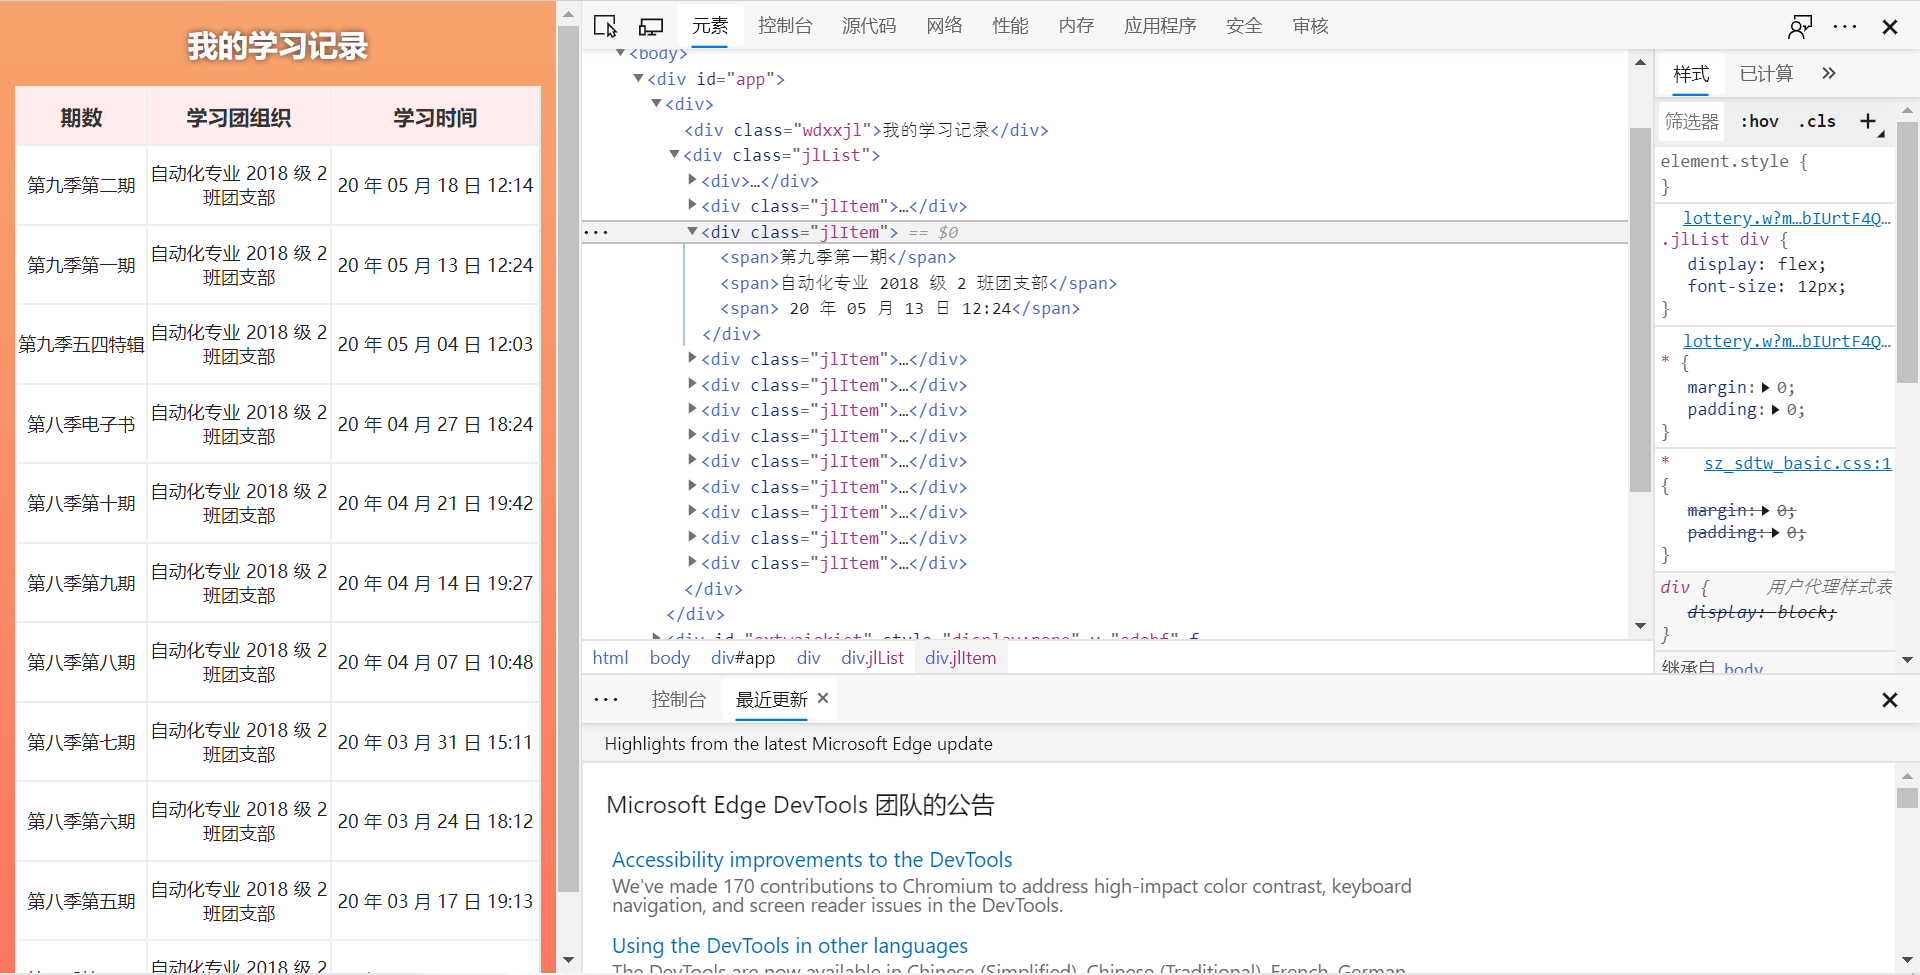 我的学习记录
期数 学习团组织 学习时间
第九季第二期 自动化专业 2018 级 2 班团支部 20 年 05 月 18 日 12:14
第九季第一期 自动化专业 2018 级 2 班团支部 20 年 05 月 13 日 12:24
第九季五四特辑 自动化专业 2018 级 2 班团支部 20 年 05 月 04 日 12:03
第八季电子书 自动化专业 2018 级 2 班团支部 20 年 04 月 27 日 18:24
第八季第十期 自动化专业 2018 级 2 班团支部 20 年 04 月 21 日 19:42
第八季第九期 自动化专业 2018 级 2 班团支部 20 年 04 月 14 日 19:27
第八季第八期 自动化专业 2018 级 2 班团支部 20 年 04 月 07 日 10:48
第八季第七期 自动化专业 2018 级 2 班团支部 20 年 03 月 31 日 15:11
第八季第六期 自动化专业 2018 级 2 班团支部 20 年 03 月 24 日 18:12
第八季第五期 自动化专业 2018 级 2 班团支部 20 年 03 月 17 日 19:13
自动化专业 2018 级 2
元素 控制台 源代码 网络 性能 内存 应用程序 安全 审核
<body>
<div id="app">
<div>
<div class="wdxxjl">我的学习记录</div>
<div class="jlList">
<div>…</div>
<div class="jlItem">…</div>
<div class="jlItem"> == $0
<span>第九季第一期</span>
<span>自动化专业 2018 级 2 班团支部</span>
<span> 20 年 05 月 13 日 12:24</span>
</div>
<div class="jlItem">…</div>
<div class="jlItem">…</div>
<div class="jlItem">…</div>
<div class="jlItem">…</div>
<div class="jlItem">…</div>
<div class="jlItem">…</div>
<div class="jlItem">…</div>
<div class="jlItem">…</div>
<div class="jlItem">…</div>
</div>
</div>
html body div#app div div.jlList div.jlItem
样式 已计算 »
筛选器 :hov .cls +
element.style {
}
lottery.w?m…bIUrtF4Q…
.jlList div {
display: flex;
font-size: 12px;
}
lottery.w?m…bIUrtF4Q…
* {
margin: 0;
padding: 0;
}
* sz_sdtw_basic.css:1
{
margin: 0;
padding: 0;
}
div { 用户代理样式表
display: block;
}
继承自 body
控制台 最近更新
Highlights from the latest Microsoft Edge update
Microsoft Edge DevTools 团队的公告
Accessibility improvements to the DevTools
We've made 170 contributions to Chromium to address high-impact color contrast, keyboard
navigation, and screen reader issues in the DevTools.
Using the DevTools in other languages
The DevTools are now available in Chinese (Simplified), Chinese (Traditional), French, German,